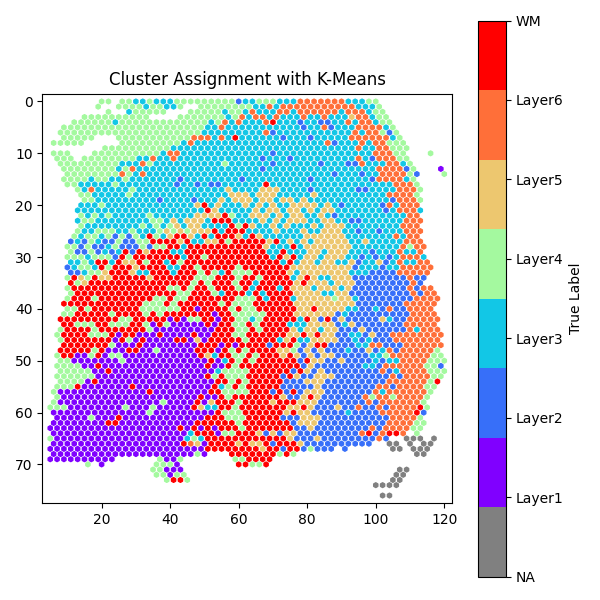 Cluster Assignment with K-Means
0
10
20
30
40
50
60
70
20
40
60
80
100
120
WM
Layer6
Layer5
Layer4
Layer3
Layer2
Layer1
NA
True Label